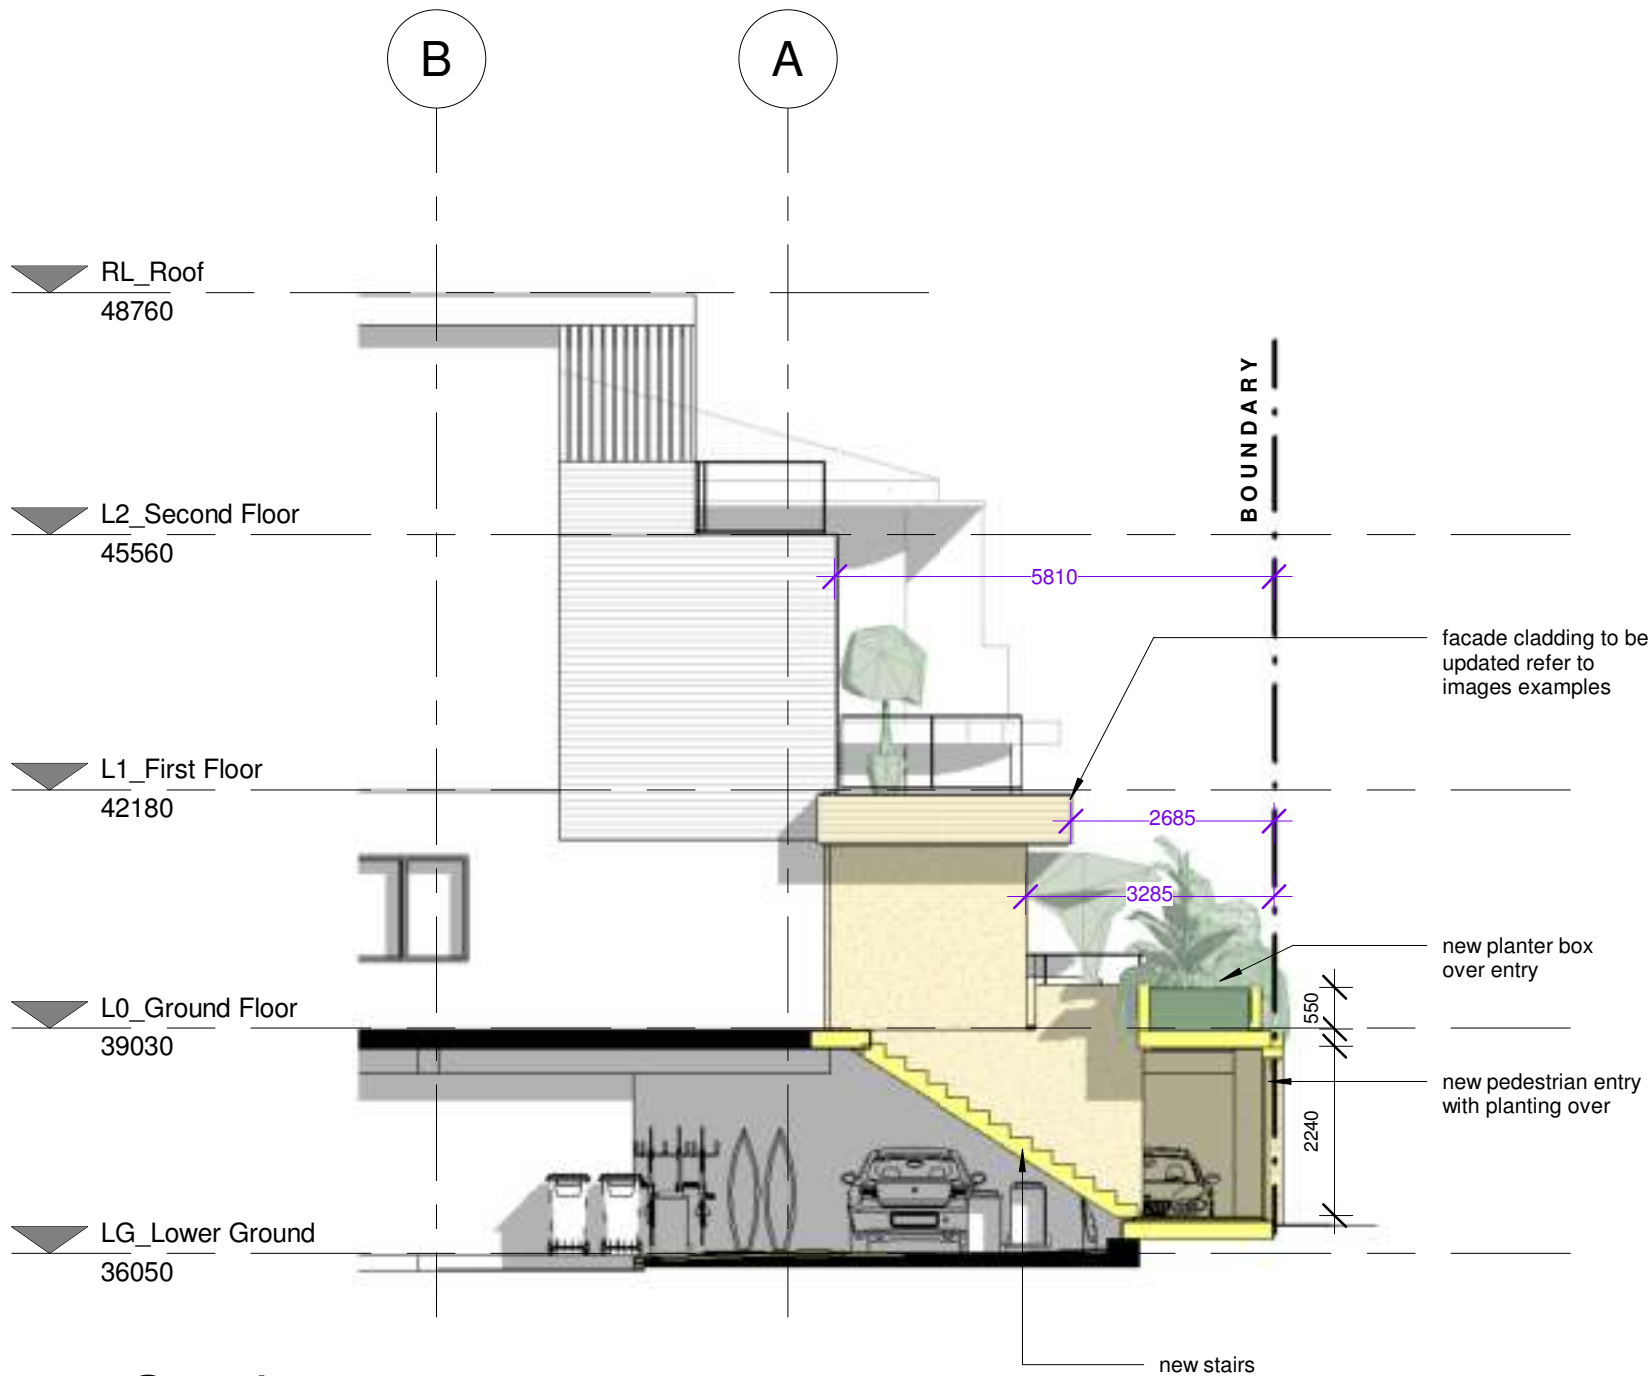 B
A
RL_Roof
48760
BOUNDARY
L2_Second Floor
45560
5810
facade cladding to be
updated refer to
images examples
L1_First Floor
42180
2685
3285
new planter box
over entry
550
L0_Ground Floor
39030
new pedestrian entry
with planting over
2240
LG_Lower Ground
36050
new stairs